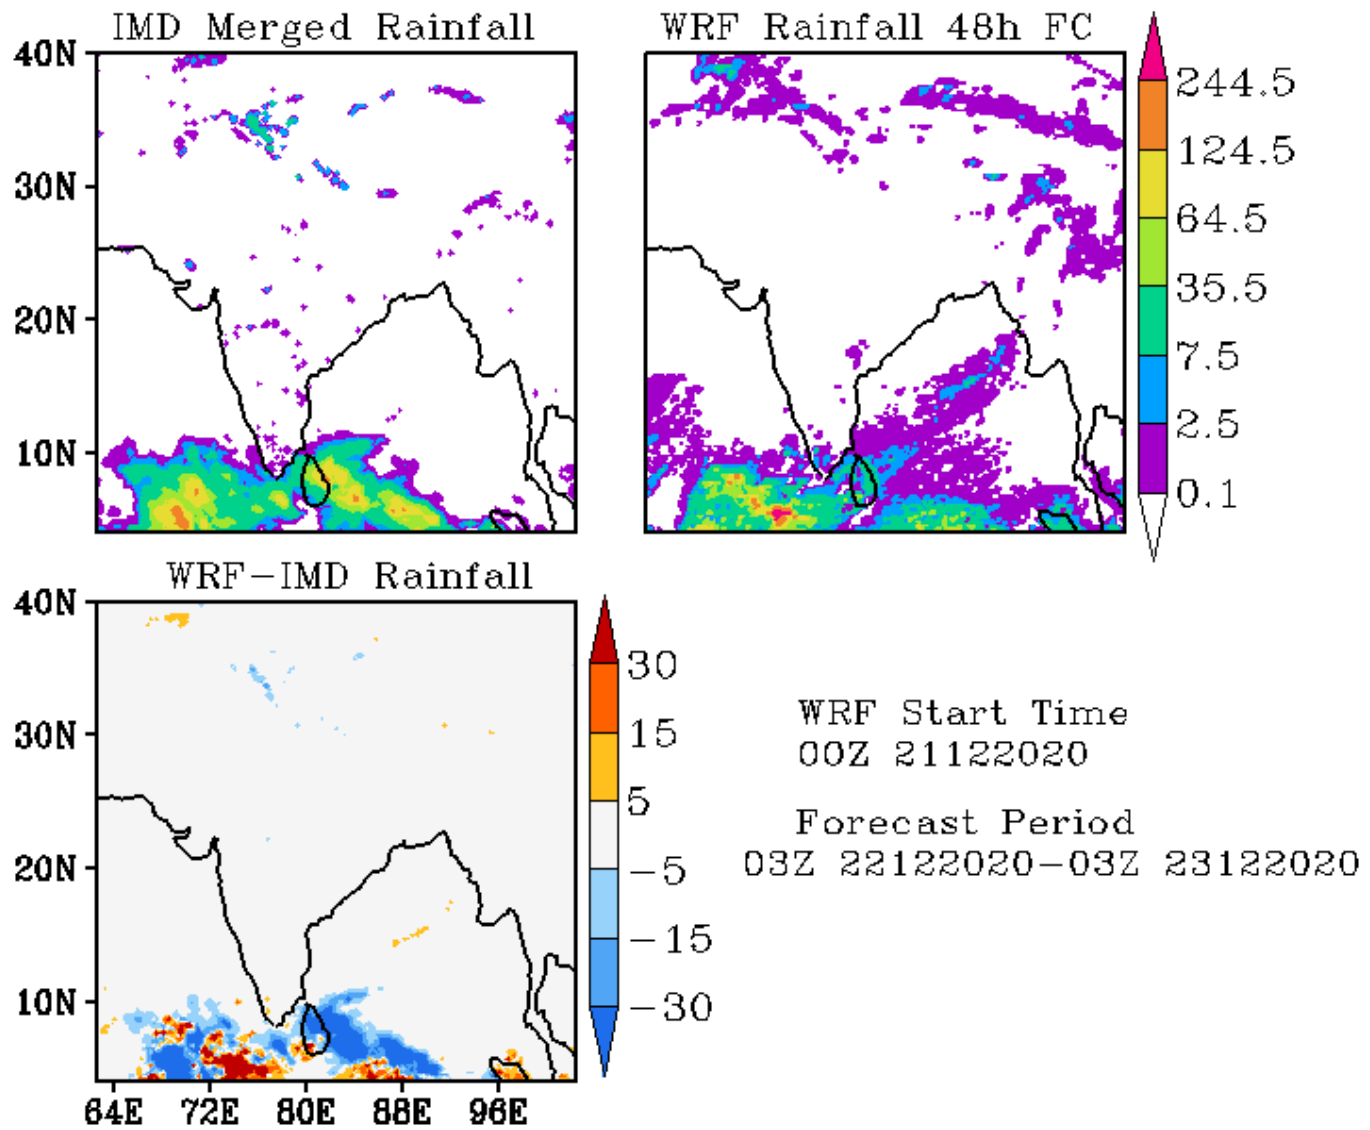 IMD Merged Rainfall
WRF Rainfall 48h FC
40N
30N
20N
10N
244.5
124.5
64.5
35.5
7.5
2.5
0.1
WRF-IMD Rainfall
40N
30N
20N
10N
64E 72E 80E 88E 96E
30
15
5
-5
-15
-30
WRF Start Time
00Z 21122020
Forecast Period
03Z 22122020-03Z 23122020